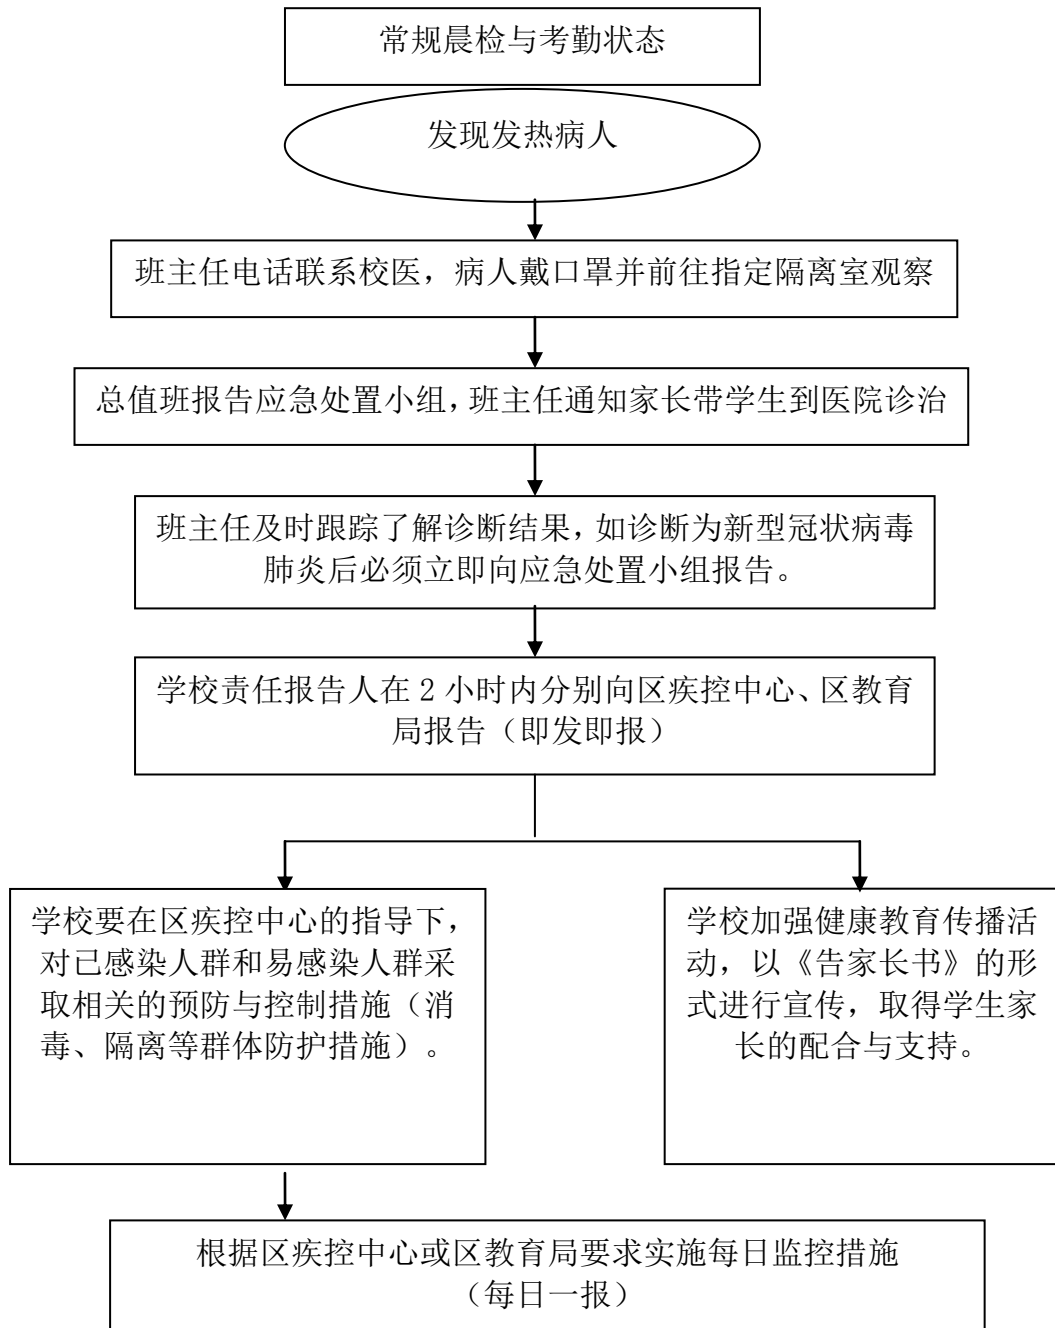 常规晨检与考勤状态
发现发热病人
班主任电话联系校医，病人戴口罩并前往指定隔离室观察
总值班报告应急处置小组，班主任通知家长带学生到医院诊治
班主任及时跟踪了解诊断结果，如诊断为新型冠状病毒
肺炎后必须立即向应急处置小组报告。
学校责任报告人在 2 小时内分别向区疾控中心、区教育
局报告（即发即报）
学校要在区疾控中心的指导下，
对已感染人群和易感染人群采
取相关的预防与控制措施（消
毒、隔离等群体防护措施）。
学校加强健康教育传播活
动，以《告家长书》的形
式进行宣传，取得学生家
长的配合与支持。
根据区疾控中心或区教育局要求实施每日监控措施
（每日一报）